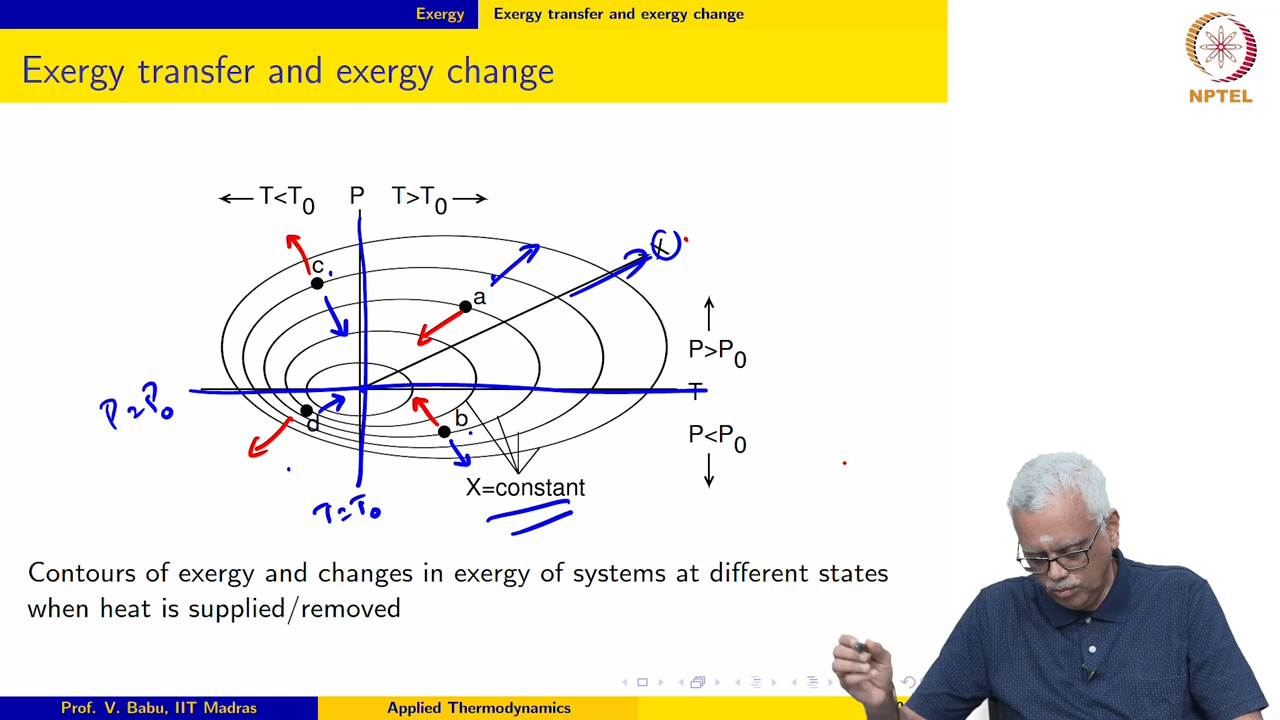 Exergy Exergy transfer and exergy change
Exergy transfer and exergy change
NPTEL
T<T0 P T>T0
X
c
a
P>P0
P=P0
T
d
b
P<P0
X=constant
T=T0
Contours of exergy and changes in exergy of systems at different states
when heat is supplied/removed
Prof. V. Babu, IIT Madras Applied Thermodynamics